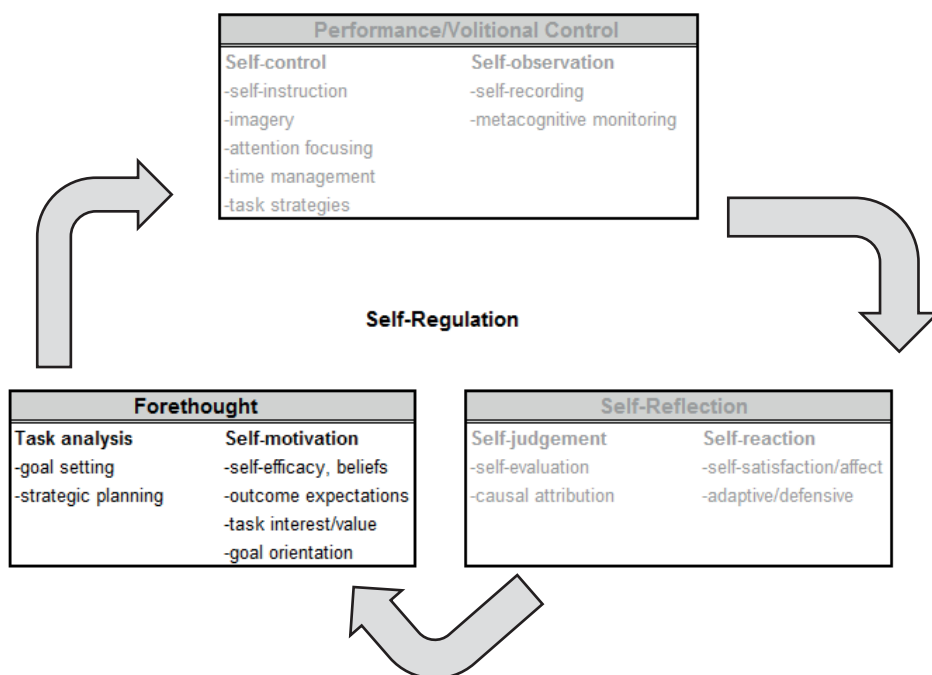 Performance/Volitional Control
Self-control Self-observation
-self-instruction -self-recording
-imagery -metacognitive monitoring
-attention focusing
-time management
-task strategies
Self-Regulation
Forethought
Task analysis Self-motivation
-goal setting -self-efficacy, beliefs
-strategic planning -outcome expectations
-task interest/value
-goal orientation
Self-Reflection
Self-judgement Self-reaction
-self-evaluation -self-satisfaction/affect
-causal attribution -adaptive/defensive